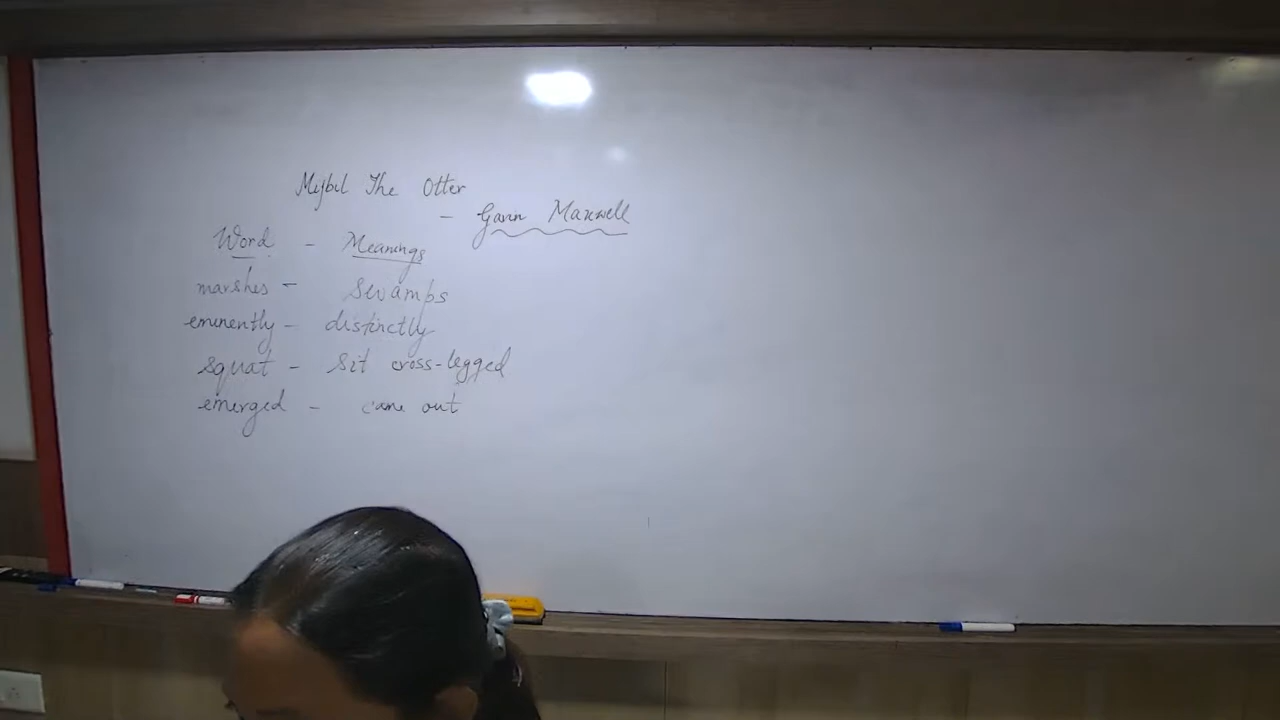 Mijbil The Otter
- Gavin Maxwell
Word - Meanings
marshes - swamps
eminently - distinctly
squat - sit cross-legged
emerged - came out